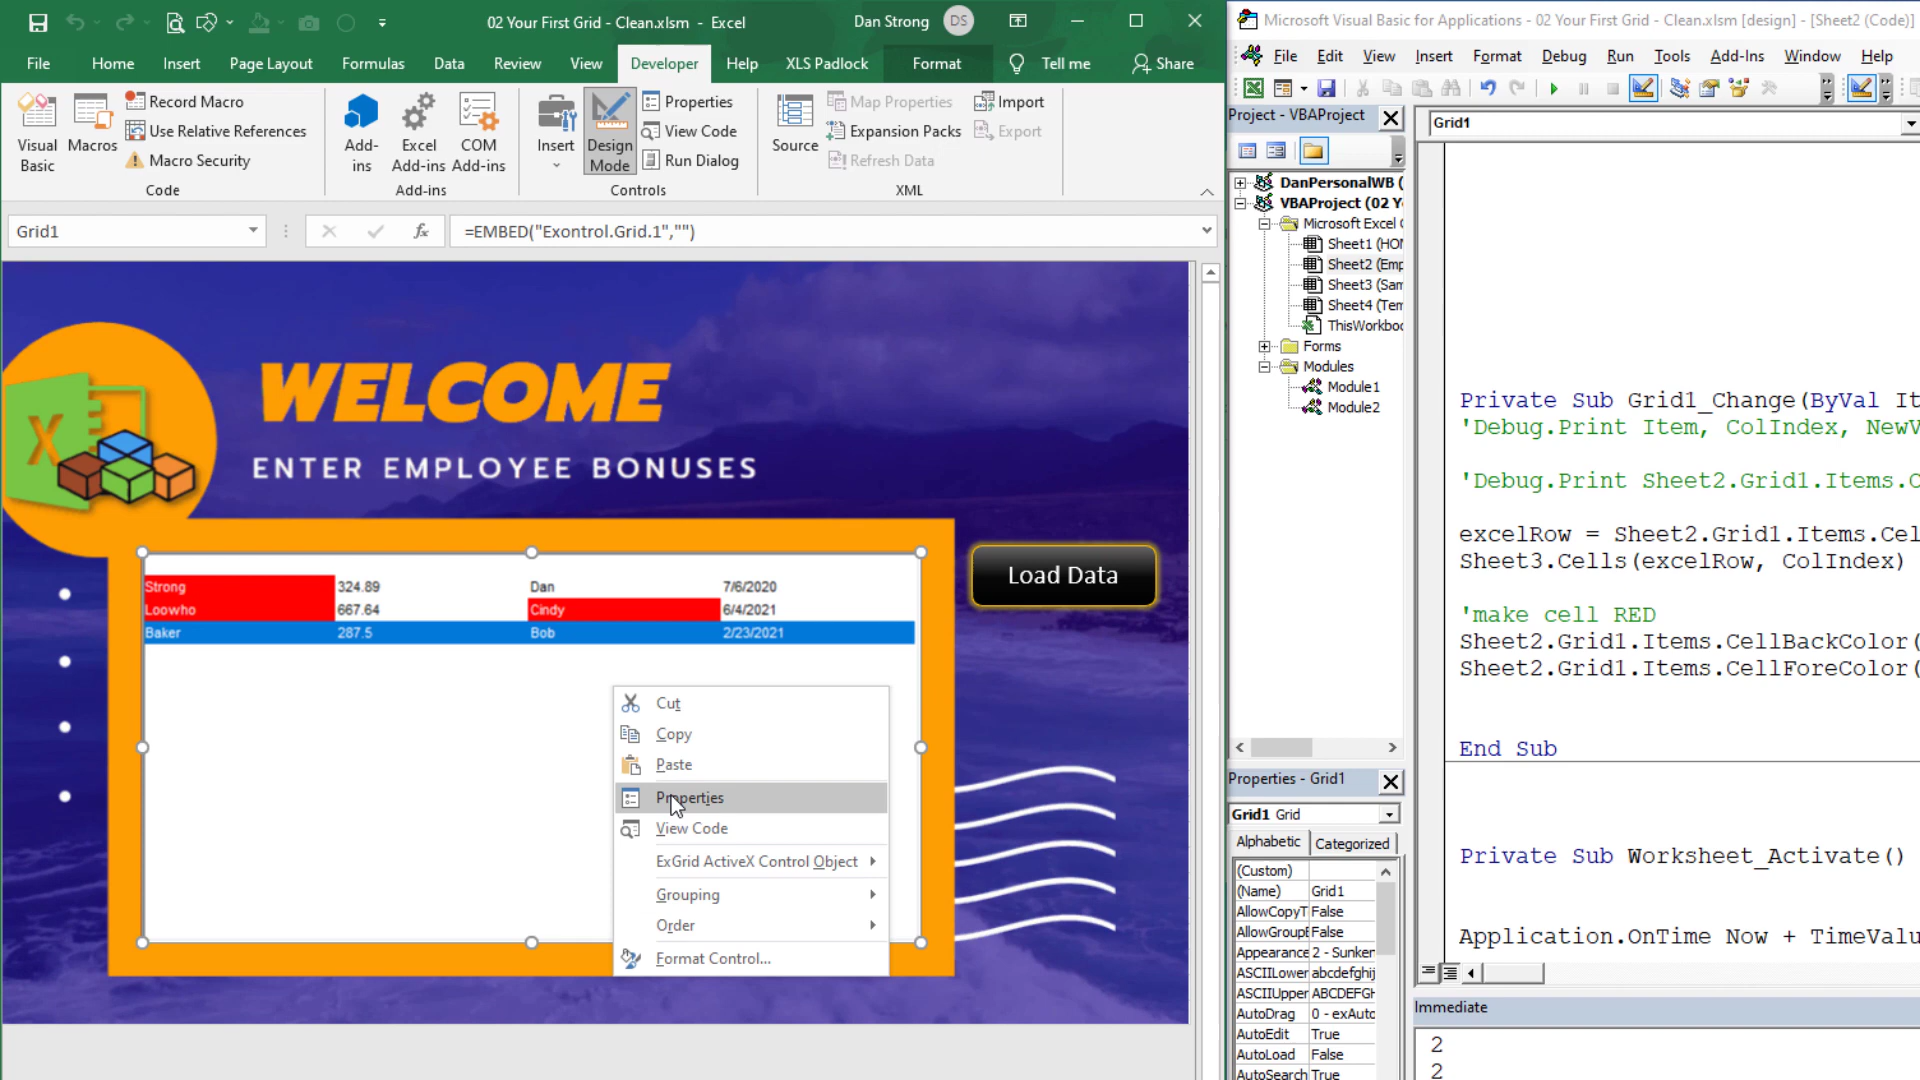 02 Your First Grid - Clean.xlsm - Excel
Dan Strong
DS
File Home Insert Page Layout Formulas Data Review View Developer Help XLS Padlock Format Tell me Share
Visual Basic
Macros
Record Macro
Use Relative References
Macro Security
Code
Add-ins
Excel Add-ins
COM Add-ins
Add-ins
Insert
Design Mode
Properties
View Code
Run Dialog
Controls
Source
Map Properties
Expansion Packs
Refresh Data
Import
Export
XML
Grid1
fx
=EMBED("Exontrol.Grid.1","")
WELCOME
ENTER EMPLOYEE BONUSES
X
Strong 324.89 Dan 7/6/2020
Loowho 667.64 Cindy 6/4/2021
Baker 287.5 Bob 2/23/2021
Load Data
Cut
Copy
Paste
Properties
View Code
ExGrid ActiveX Control Object
Grouping
Order
Format Control...
Microsoft Visual Basic for Applications - 02 Your First Grid - Clean.xlsm [design] - [Sheet2 (Code)]
File Edit View Insert Format Debug Run Tools Add-Ins Window Help
Project - VBAProject
DanPersonalWB (
VBAProject (02 Y
Microsoft Excel
Sheet1 (HO
Sheet2 (Emp
Sheet3 (Sam
Sheet4 (Tem
ThisWorkbo
Forms
Modules
Module1
Module2
Properties - Grid1
Grid1 Grid
Alphabetic Categorized
(Custom)
(Name) Grid1
AllowCopyT False
AllowGroup False
Appearance 2 - Sunken
ASCIILower abcdefghij
ASCIIUpper ABCDEFGH
AutoDrag 0 - exAuto
AutoEdit True
AutoLoad False
AutoSearch True
Grid1
Private Sub Grid1_Change(ByVal It
'Debug.Print Item, ColIndex, NewV
'Debug.Print Sheet2.Grid1.Items.C
excelRow = Sheet2.Grid1.Items.Cel
Sheet3.Cells(excelRow, ColIndex)
'make cell RED
Sheet2.Grid1.Items.CellBackColor(
Sheet2.Grid1.Items.CellForeColor(
End Sub
Private Sub Worksheet_Activate()
Application.OnTime Now + TimeValu
Immediate
2
2